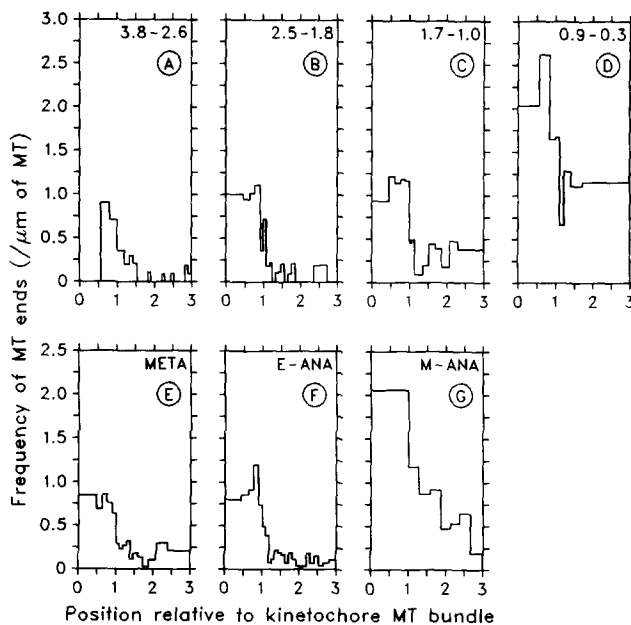 Frequency of MT ends (/μm of MT)
3.0
2.5
2.0
1.5
1.0
0.5
0
3.8-2.6
A
2.5-1.8
B
1.7-1.0
C
0.9-0.3
D
0 1 2 3
0 1 2 3
0 1 2 3
0 1 2 3
2.5
2.0
1.5
1.0
0.5
0
META
E
E-ANA
F
M-ANA
G
0 1 2 3
0 1 2 3
0 1 2 3
Position relative to kinetochore MT bundle